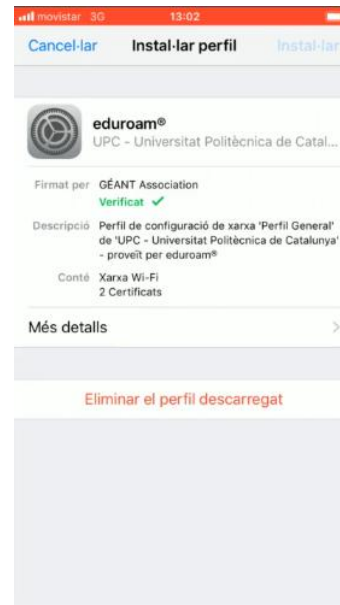 movistar 3G 13:02
Cancel·lar Instal·lar perfil Instal·lar
eduroam®
UPC - Universitat Politècnica de Catal...
Firmat per GÉANT Association
Verificat ✓
Descripció Perfil de configuració de xarxa 'Perfil General'
de 'UPC - Universitat Politècnica de Catalunya'
- proveït per eduroam®
Conté Xarxa Wi-Fi
2 Certificats
Més detalls
Eliminar el perfil descarregat